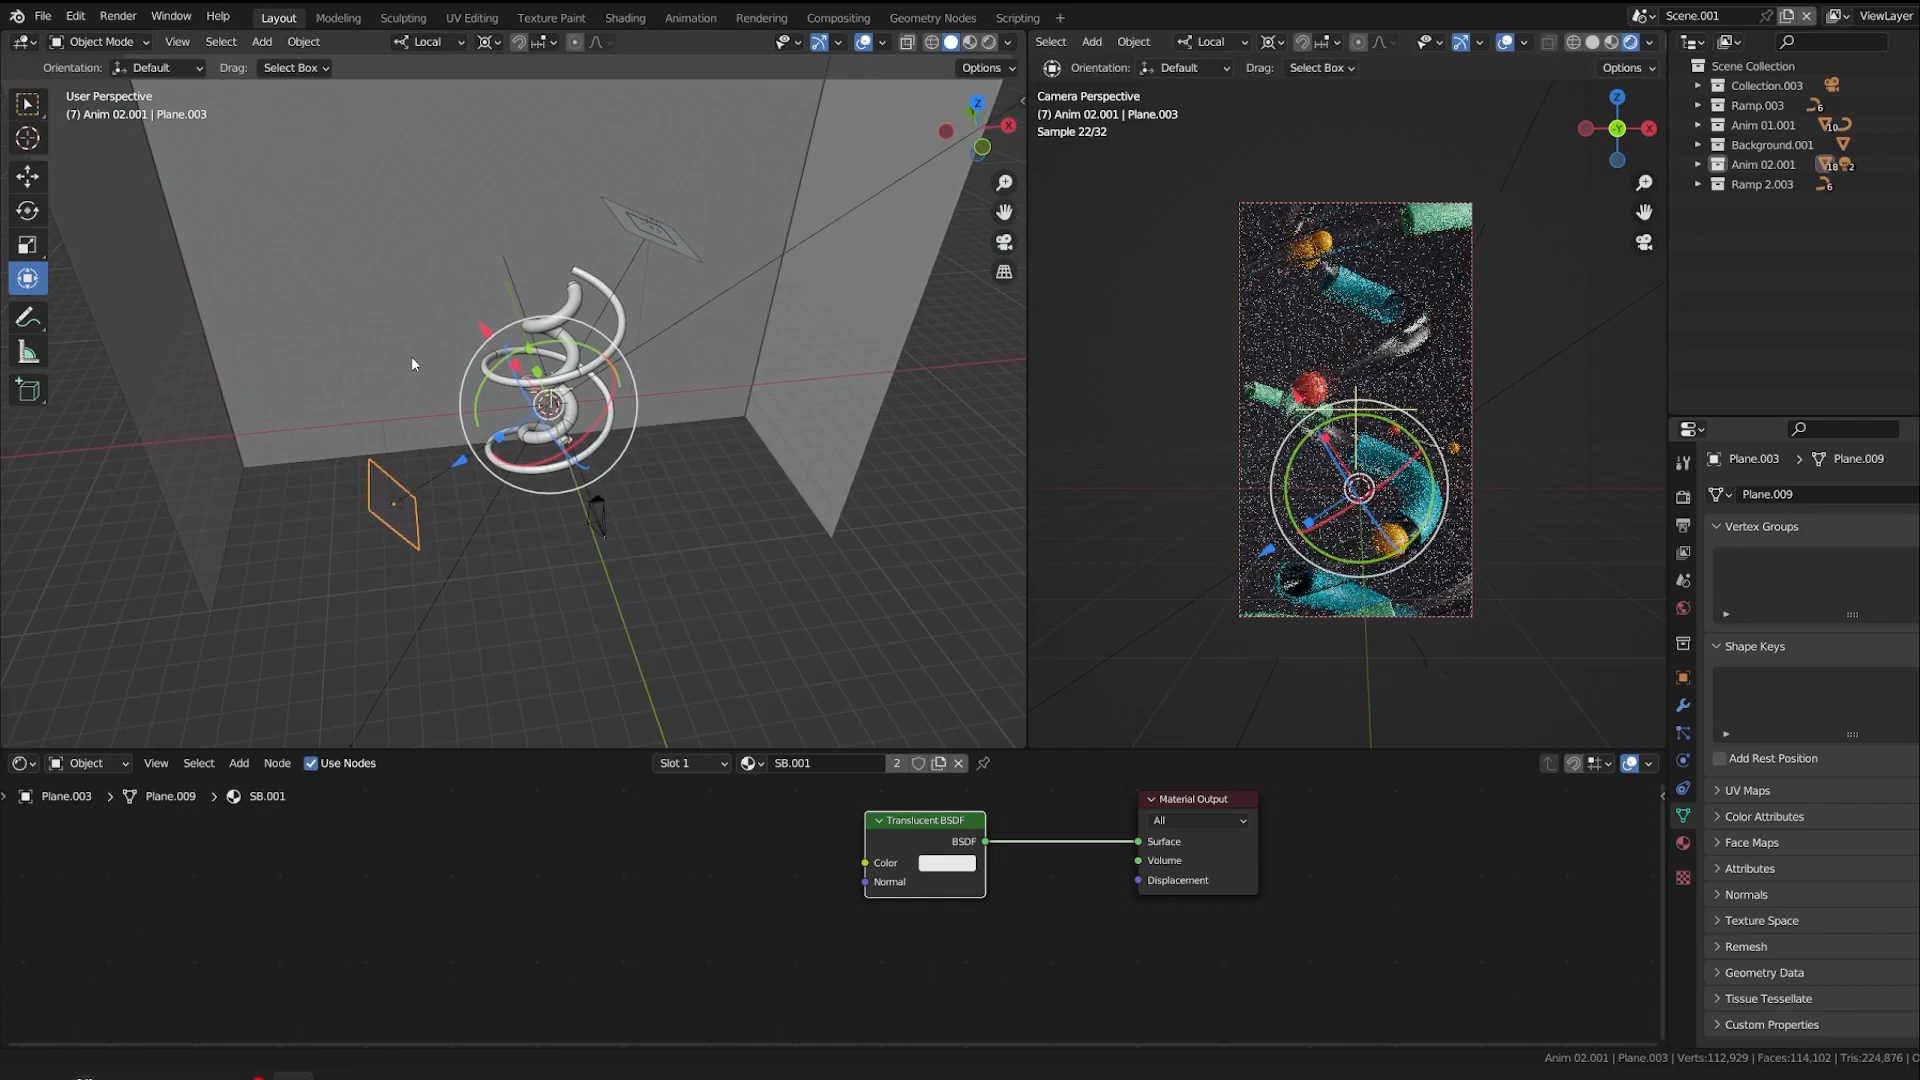 File Edit Render Window Help Layout Modeling Sculpting UV Editing Texture Paint Shading Animation Rendering Compositing Geometry Nodes Scripting + Scene.001 ViewLayer
Object Mode View Select Add Object Local Select Add Object Local
Orientation: Default Drag: Select Box Options Orientation: Default Drag: Select Box Options
User Perspective
(7) Anim 02.001 | Plane.003
Z
X
Camera Perspective
(7) Anim 02.001 | Plane.003
Sample 22/32
Z
-Y
X
Scene Collection
Collection.003
Ramp.003 6
Anim 01.001 10
Background.001
Anim 02.001 18 2
Ramp 2.003 6
Plane.003 > Plane.009
Plane.009
Vertex Groups
Shape Keys
Add Rest Position
UV Maps
Color Attributes
Face Maps
Attributes
Normals
Texture Space
Remesh
Geometry Data
Tissue Tessellate
Custom Properties
Object View Select Add Node Use Nodes Slot 1 SB.001 2
Plane.003 > Plane.009 > SB.001
Translucent BSDF
BSDF
Color
Normal
Material Output
All
Surface
Volume
Displacement
Anim 02.001 | Plane.003 | Verts:112,929 | Faces:114,102 | Tris:224,876 |